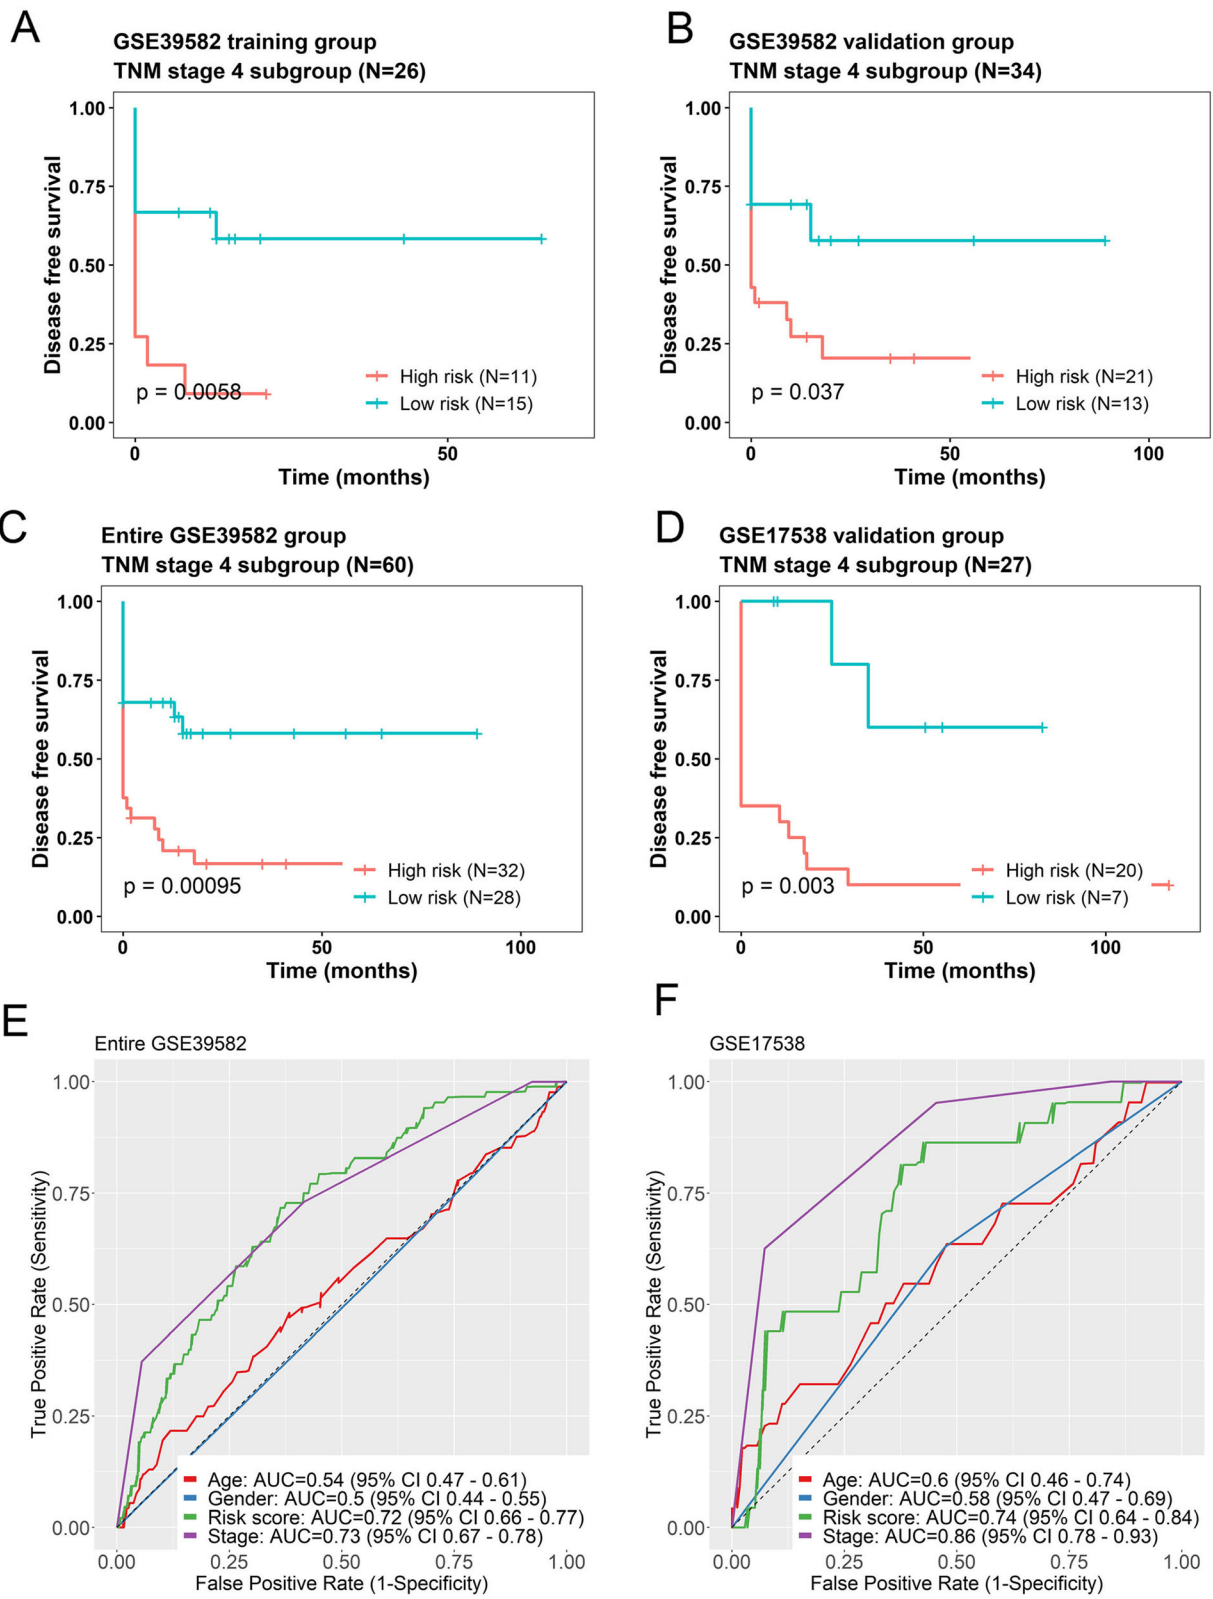 A
GSE39582 training group
TNM stage 4 subgroup (N=26)
Disease free survival
1.00
0.75
0.50
0.25
0.00
p = 0.0058
High risk (N=11)
Low risk (N=15)
0
50
Time (months)
B
GSE39582 validation group
TNM stage 4 subgroup (N=34)
Disease free survival
1.00
0.75
0.50
0.25
0.00
p = 0.037
High risk (N=21)
Low risk (N=13)
0
50
100
Time (months)
C
Entire GSE39582 group
TNM stage 4 subgroup (N=60)
Disease free survival
1.00
0.75
0.50
0.25
0.00
p = 0.00095
High risk (N=32)
Low risk (N=28)
0
50
100
Time (months)
D
GSE17538 validation group
TNM stage 4 subgroup (N=27)
Disease free survival
1.00
0.75
0.50
0.25
0.00
p = 0.003
High risk (N=20)
Low risk (N=7)
0
50
100
Time (months)
E
Entire GSE39582
True Positive Rate (Sensitivity)
1.00
0.75
0.50
0.25
0.00
Age: AUC=0.54 (95% CI 0.47 - 0.61)
Gender: AUC=0.5 (95% CI 0.44 - 0.55)
Risk score: AUC=0.72 (95% CI 0.66 - 0.77)
Stage: AUC=0.73 (95% CI 0.67 - 0.78)
0.00
0.25
0.50
0.75
1.00
False Positive Rate (1-Specificity)
F
GSE17538
True Positive Rate (Sensitivity)
1.00
0.75
0.50
0.25
0.00
Age: AUC=0.6 (95% CI 0.46 - 0.74)
Gender: AUC=0.58 (95% CI 0.47 - 0.69)
Risk score: AUC=0.74 (95% CI 0.64 - 0.84)
Stage: AUC=0.86 (95% CI 0.78 - 0.93)
0.00
0.25
0.50
0.75
1.00
False Positive Rate (1-Specificity)